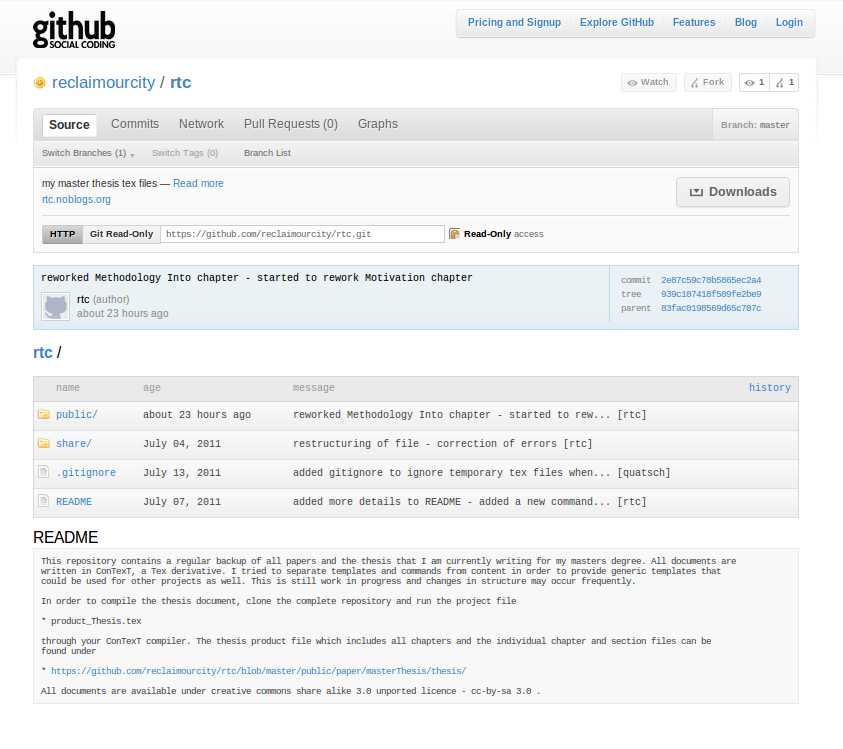 github
SOCIAL CODING
Pricing and Signup Explore GitHub Features Blog Login
reclaimourcity / rtc
Watch Fork 1 1
Source Commits Network Pull Requests (0) Graphs Branch: master
Switch Branches (1) Switch Tags (0) Branch List
my master thesis tex files — Read more
rtc.noblogs.org
Downloads
HTTP Git Read-Only https://github.com/reclaimourcity/rtc.git Read-Only access
reworked Methodology Into chapter - started to rework Motivation chapter
rtc (author)
about 23 hours ago
commit 2e87c59c78b5865ec2a4
tree 939c107418f509fe2be9
parent 83fac0198569d65c707c
rtc /
name age message history
public/ about 23 hours ago reworked Methodology Into chapter - started to rew... [rtc]
share/ July 04, 2011 restructuring of file - correction of errors [rtc]
.gitignore July 13, 2011 added gitignore to ignore temporary tex files when... [quatsch]
README July 07, 2011 added more details to README - added a new command... [rtc]
README
This repository contains a regular backup of all papers and the thesis that I am currently writing for my masters degree. All documents are
written in ConTexT, a Tex derivative. I tried to separate templates and commands from content in order to provide generic templates that
could be used for other projects as well. This is still work in progress and changes in structure may occur frequently.
In order to compile the thesis document, clone the complete repository and run the project file
* product_Thesis.tex
through your ConTexT compiler. The thesis product file which includes all chapters and the individual chapter and section files can be
found under
* https://github.com/reclaimourcity/rtc/blob/master/public/paper/masterThesis/thesis/
All documents are available under creative commons share alike 3.0 unported licence - cc-by-sa 3.0 .